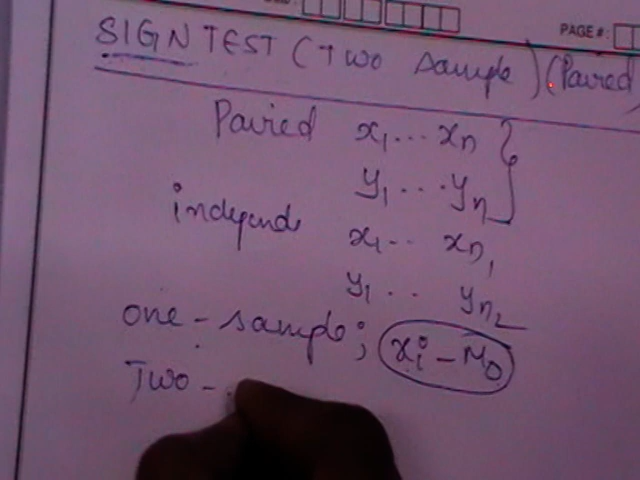 PAGE #:
SIGN TEST (Two sample) (Paired
Paired x₁ ... xₙ
y₁ ... yₙ
independe x₁ .. xₙ₁
y₁ .. yₙ₂
one - sample; xᵢ - M₀
Two -